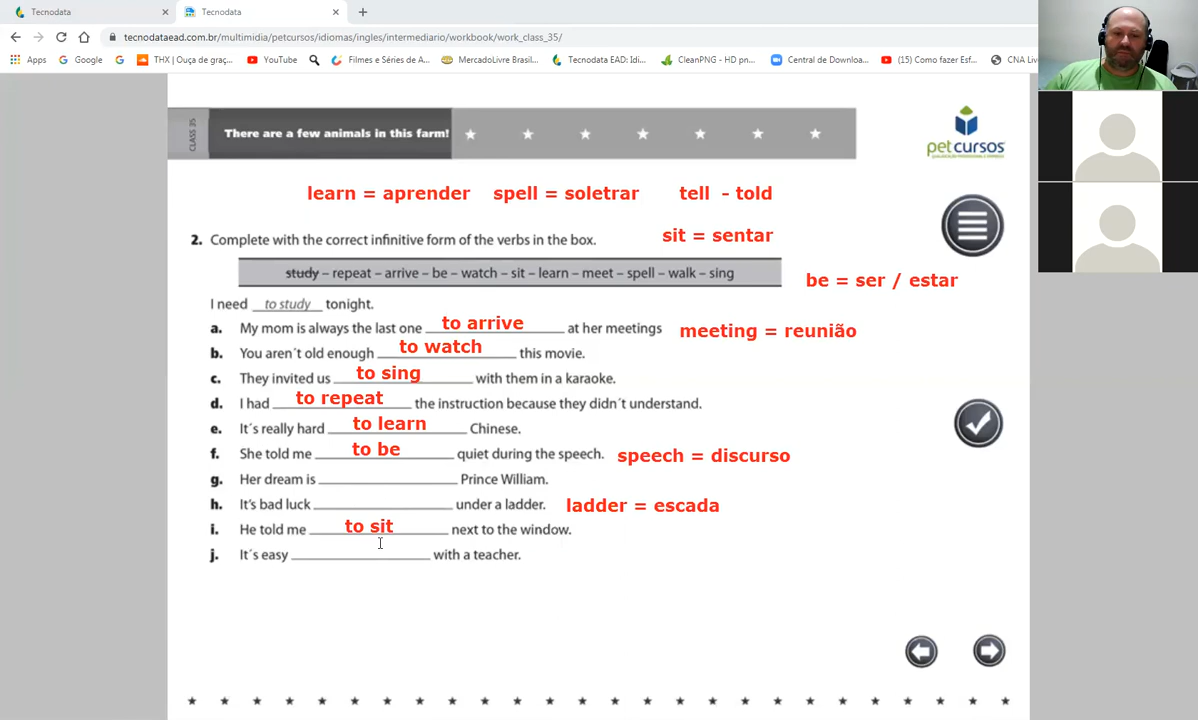 Tecnodata
Tecnodata
tecnodataead.com.br/multimidia/petcursos/idiomas/ingles/intermediario/workbook/work_class_35/
Apps
Google
THX | Ouça de graç...
YouTube
Filmes e Séries de A...
MercadoLivre Brasil...
Tecnodata EAD: Idi...
CleanPNG - HD pn...
Central de Downloa...
(15) Como fazer Esf...
CNA Liv
CLASS 35
There are a few animals in this farm!
petcursos
learn = aprender spell = soletrar tell - told
2. Complete with the correct infinitive form of the verbs in the box.
sit = sentar
study – repeat – arrive – be – watch – sit – learn – meet – spell – walk – sing
be = ser / estar
I need to study tonight.
a. My mom is always the last one to arrive at her meetings meeting = reunião
b. You aren´t old enough to watch this movie.
c. They invited us to sing with them in a karaoke.
d. I had to repeat the instruction because they didn´t understand.
e. It´s really hard to learn Chinese.
f. She told me to be quiet during the speech. speech = discurso
g. Her dream is ____ Prince William.
h. It's bad luck ____ under a ladder. ladder = escada
i. He told me to sit next to the window.
j. It´s easy ____ with a teacher.